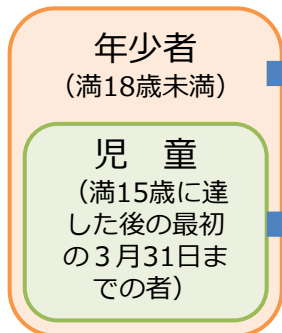 年少者
（満18歳未満）
児　童
（満15歳に達
した後の最初
の３月31日ま
での者）